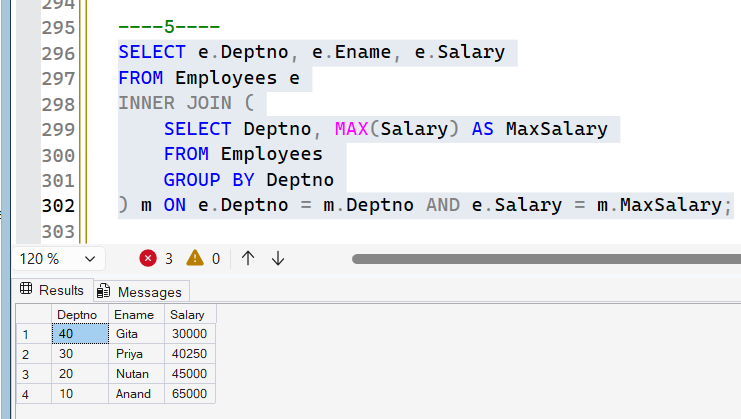 294
295 ----5----
296 SELECT e.Deptno, e.Ename, e.Salary
297 FROM Employees e
298 INNER JOIN (
299 SELECT Deptno, MAX(Salary) AS MaxSalary
300 FROM Employees
301 GROUP BY Deptno
302 ) m ON e.Deptno = m.Deptno AND e.Salary = m.MaxSalary;
303
120 % 3 0
Results Messages
Deptno Ename Salary
1 40 Gita 30000
2 30 Priya 40250
3 20 Nutan 45000
4 10 Anand 65000